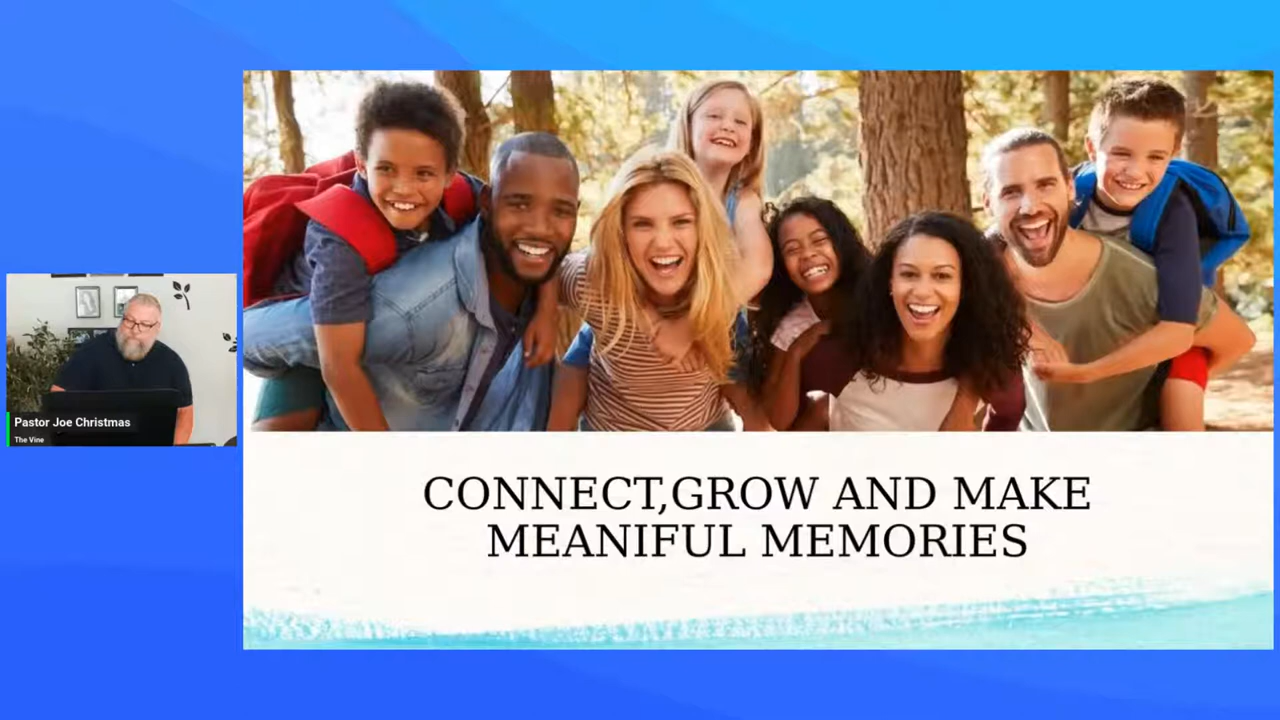 Pastor Joe Christmas
The Vine
CONNECT,GROW AND MAKE
MEANIFUL MEMORIES